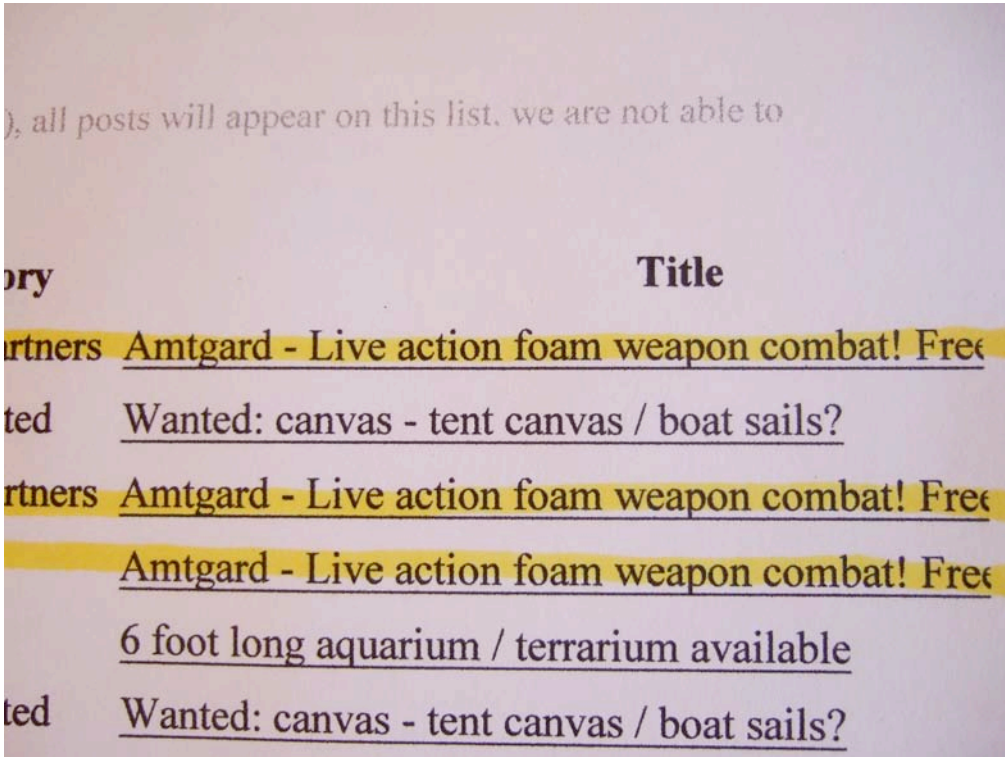 ), all posts will appear on this list. we are not able to
ory Title
rtners Amtgard - Live action foam weapon combat! Free
ted Wanted: canvas - tent canvas / boat sails?
rtners Amtgard - Live action foam weapon combat! Free
Amtgard - Live action foam weapon combat! Free
6 foot long aquarium / terrarium available
ted Wanted: canvas - tent canvas / boat sails?